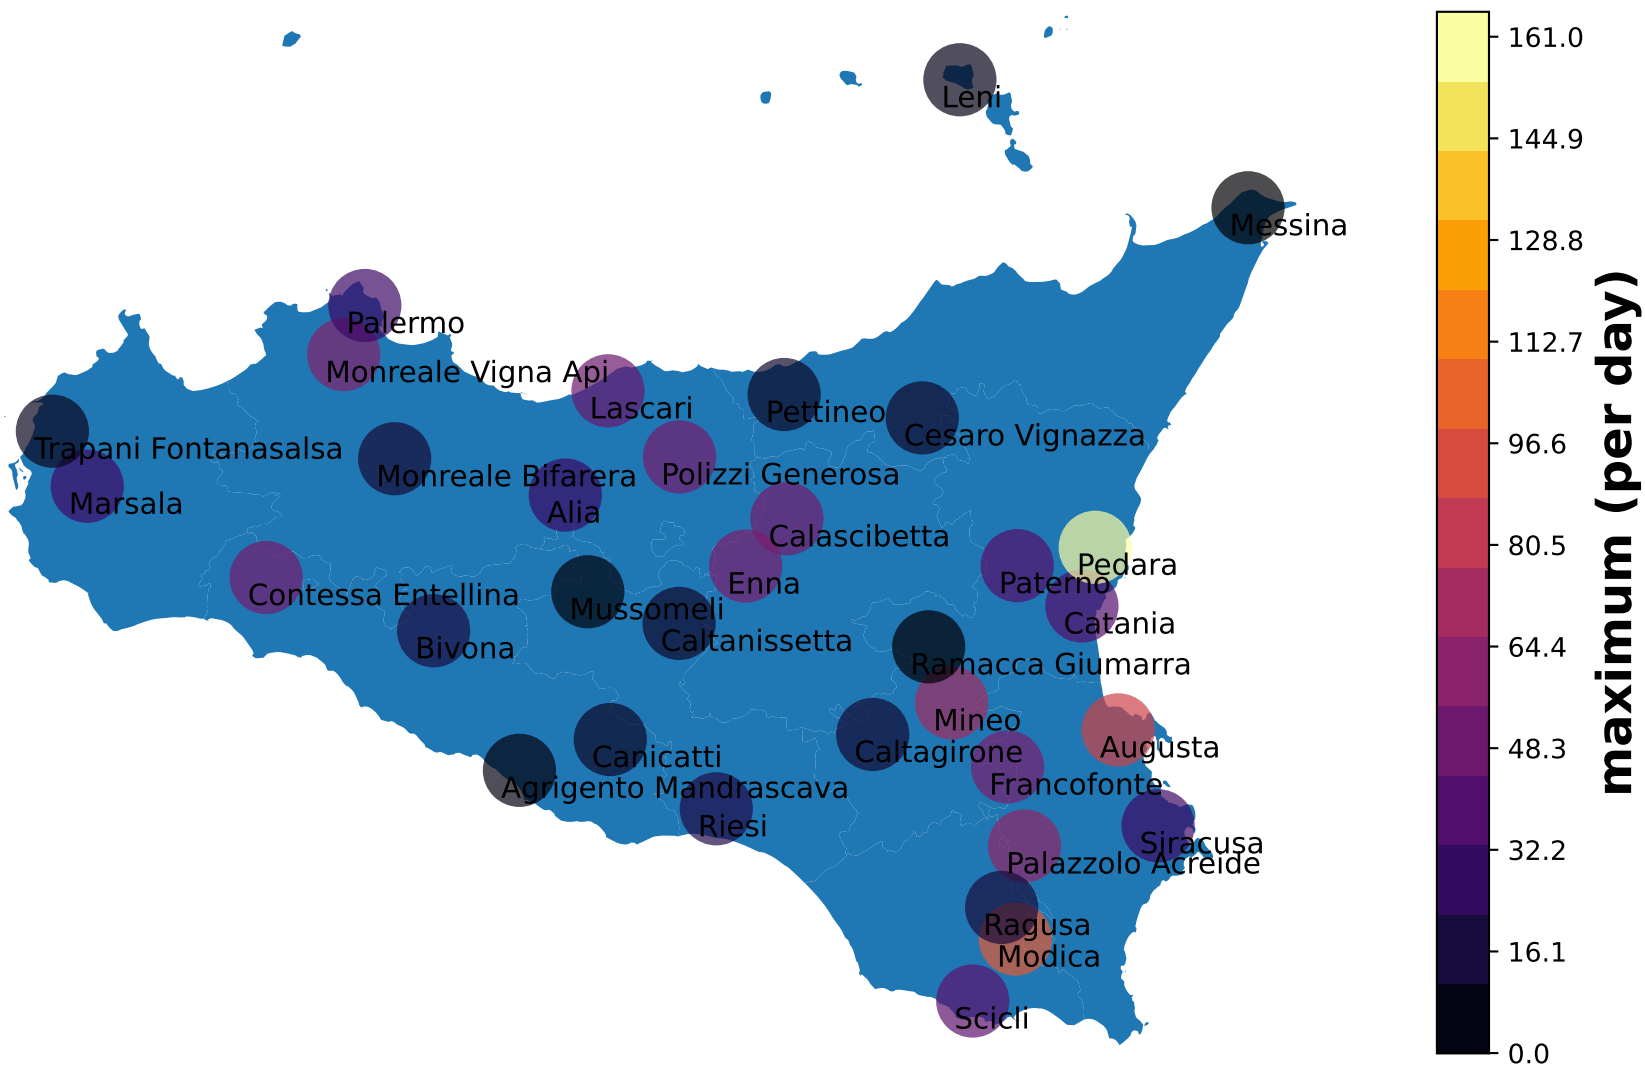 Leni
Messina
Palermo
Monreale Vigna Api
Lascari
Pettineo
Cesaro Vignazza
Trapani Fontanasalsa
Monreale Bifarera
Polizzi Generosa
Marsala
Alia
Calascibetta
Pedara
Enna
Paterno
Contessa Entellina
Mussomeli
Catania
Bivona
Caltanissetta
Ramacca Giumarra
Mineo
Augusta
Canicatti
Caltagirone
Agrigento Mandrascava
Francofonte
Riesi
Siracusa
Palazzolo Acreide
Ragusa
Modica
Scicli
161.0
144.9
128.8
112.7
96.6
80.5
64.4
48.3
32.2
16.1
0.0
maximum (per day)